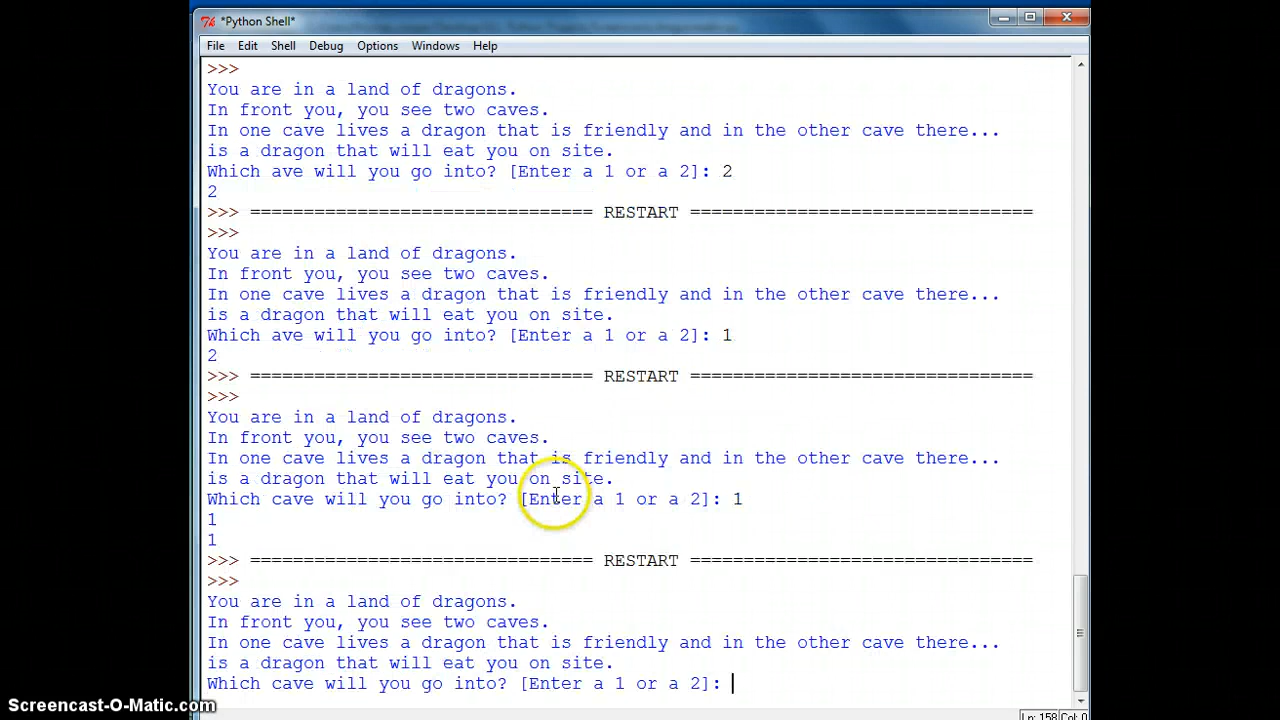 *Python Shell*
File Edit Shell Debug Options Windows Help
>>>
You are in a land of dragons.
In front you, you see two caves.
In one cave lives a dragon that is friendly and in the other cave there...
is a dragon that will eat you on site.
Which ave will you go into? [Enter a 1 or a 2]: 2
2
>>> ================================ RESTART ================================
>>>
You are in a land of dragons.
In front you, you see two caves.
In one cave lives a dragon that is friendly and in the other cave there...
is a dragon that will eat you on site.
Which ave will you go into? [Enter a 1 or a 2]: 1
2
>>> ================================ RESTART ================================
>>>
You are in a land of dragons.
In front you, you see two caves.
In one cave lives a dragon that is friendly and in the other cave there...
is a dragon that will eat you on site.
Which cave will you go into? [Enter a 1 or a 2]: 1
1
1
>>> ================================ RESTART ================================
>>>
You are in a land of dragons.
In front you, you see two caves.
In one cave lives a dragon that is friendly and in the other cave there...
is a dragon that will eat you on site.
Which cave will you go into? [Enter a 1 or a 2]:
Screencast-O-Matic.com
Ln: 158 Col: 0